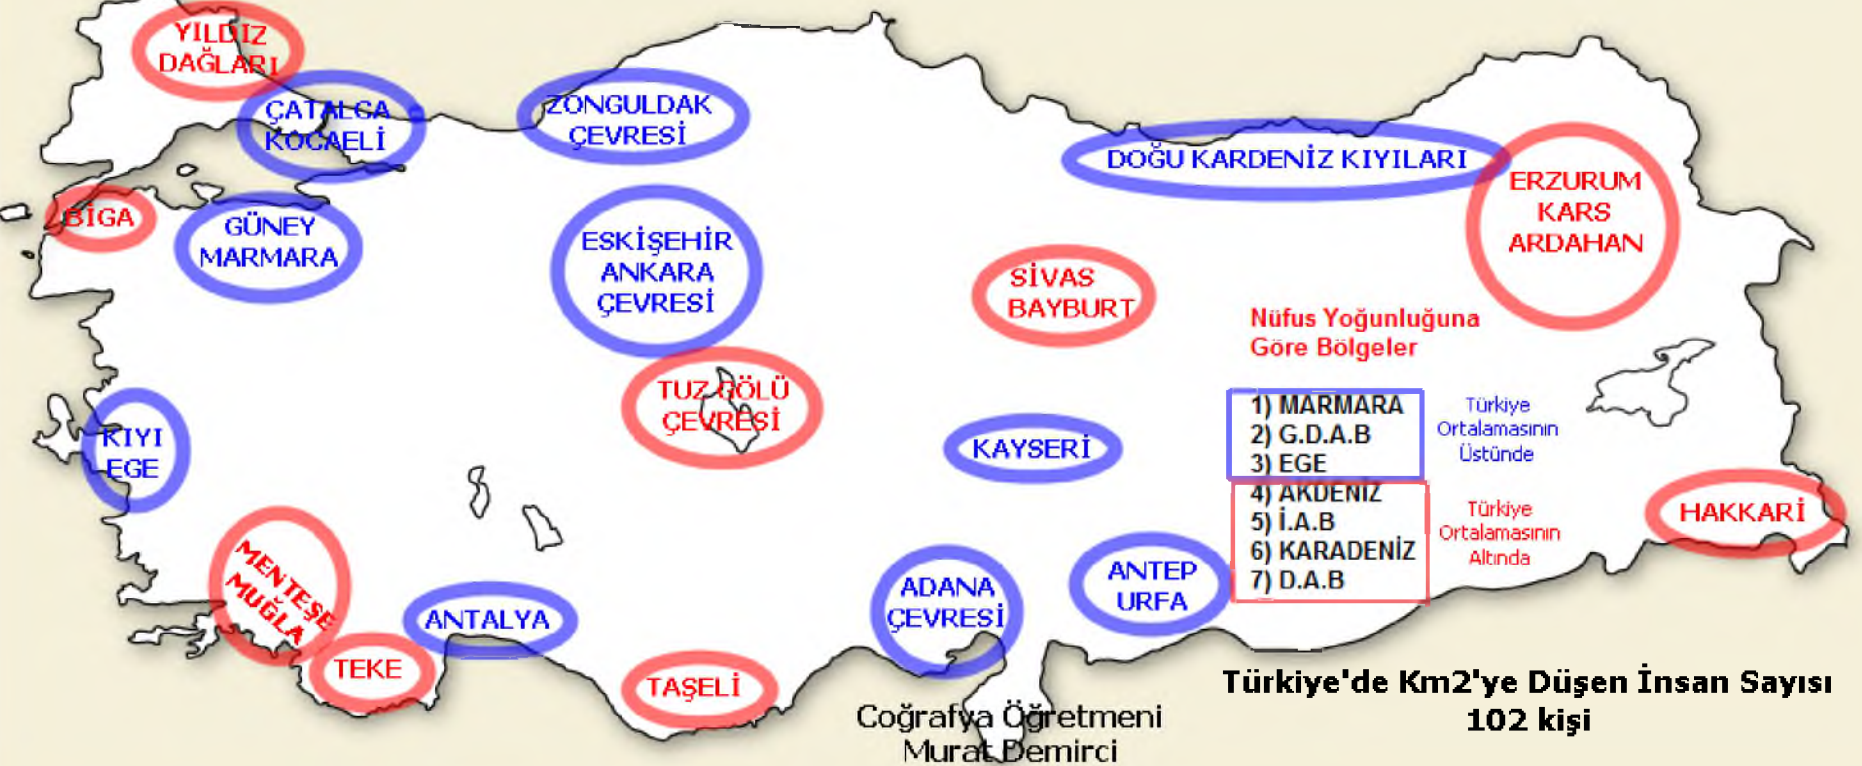 YILDIZ
DAĞLARI
ÇATALCA
KOCAELİ
ZONGULDAK
ÇEVRESİ
DOĞU KARDENİZ KIYILARI
ERZURUM
KARS
ARDAHAN
BİGA
GÜNEY
MARMARA
ESKİŞEHİR
ANKARA
ÇEVRESİ
SİVAS
BAYBURT
Nüfus Yoğunluğuna
Göre Bölgeler
TUZ GÖLÜ
ÇEVRESİ
1) MARMARA
2) G.D.A.B
3) EGE
Türkiye
Ortalamasının
Üstünde
4) AKDENİZ
5) İ.A.B
6) KARADENİZ
7) D.A.B
Türkiye
Ortalamasının
Altında
KIYI
EGE
KAYSERİ
HAKKARİ
MENTEŞE
MUĞLA
ANTALYA
ADANA
ÇEVRESİ
ANTEP
URFA
TEKE
TAŞELİ
Türkiye'de Km2'ye Düşen İnsan Sayısı
102 kişi
Coğrafya Öğretmeni
Murat Demirci